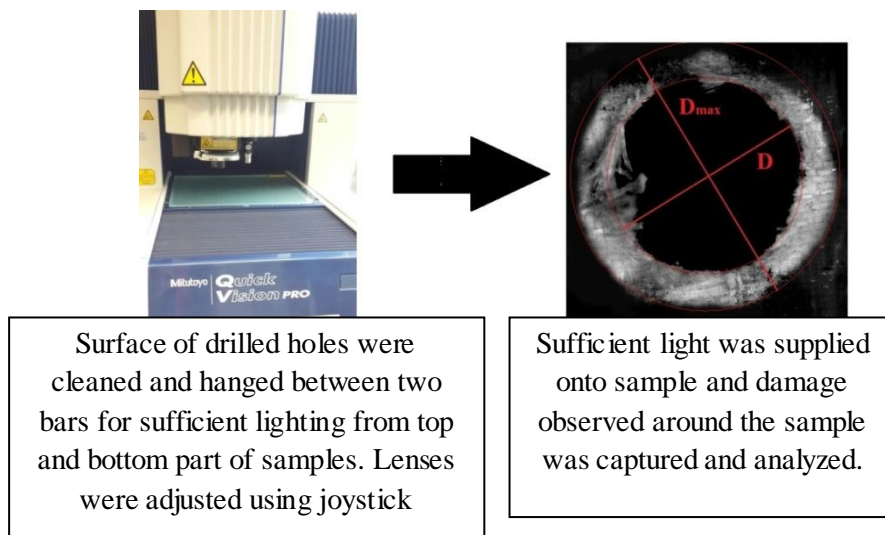 Mitutoyo
Quick
Vision PRO
Dmax
D
Surface of drilled holes were
cleaned and hanged between two
bars for sufficient lighting from top
and bottom part of samples. Lenses
were adjusted using joystick
Sufficient light was supplied
onto sample and damage
observed around the sample
was captured and analyzed.